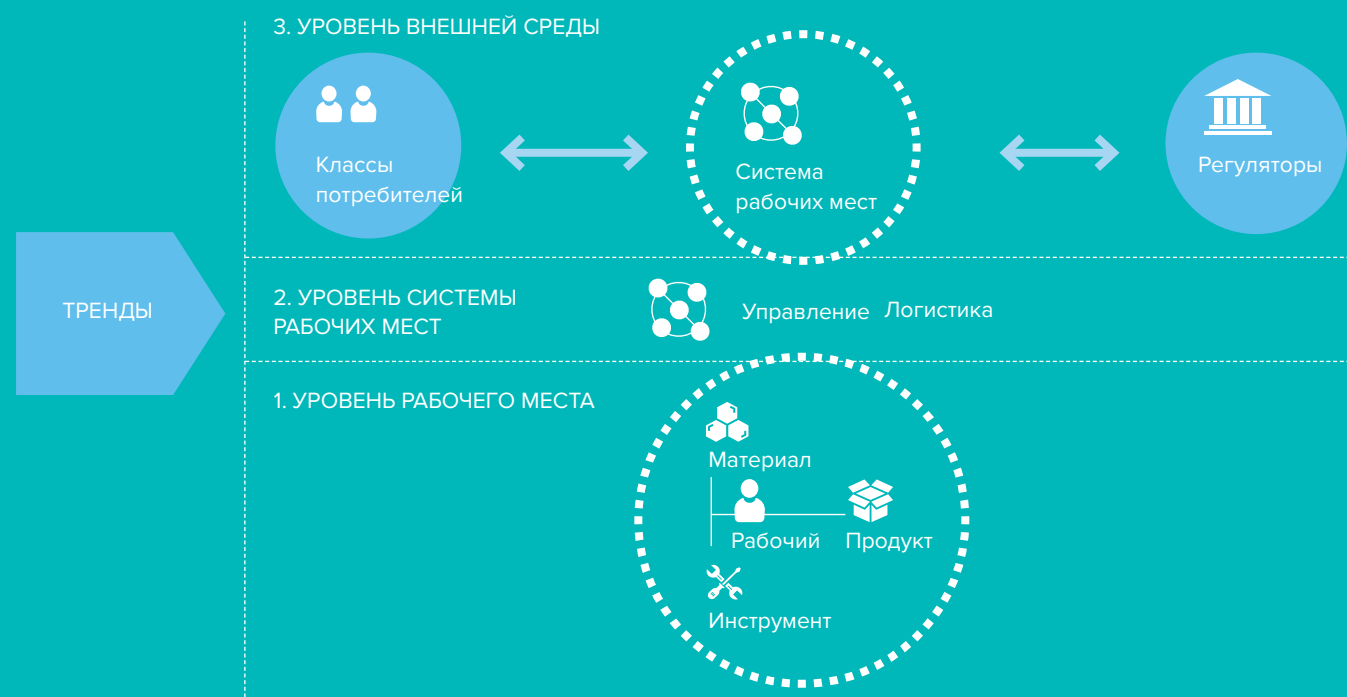 3. УРОВЕНЬ ВНЕШНЕЙ СРЕДЫ
Классы
потребителей
Система
рабочих мест
Регуляторы
ТРЕНДЫ
2. УРОВЕНЬ СИСТЕМЫ
РАБОЧИХ МЕСТ
Управление
Логистика
1. УРОВЕНЬ РАБОЧЕГО МЕСТА
Материал
Рабочий
Продукт
Инструмент